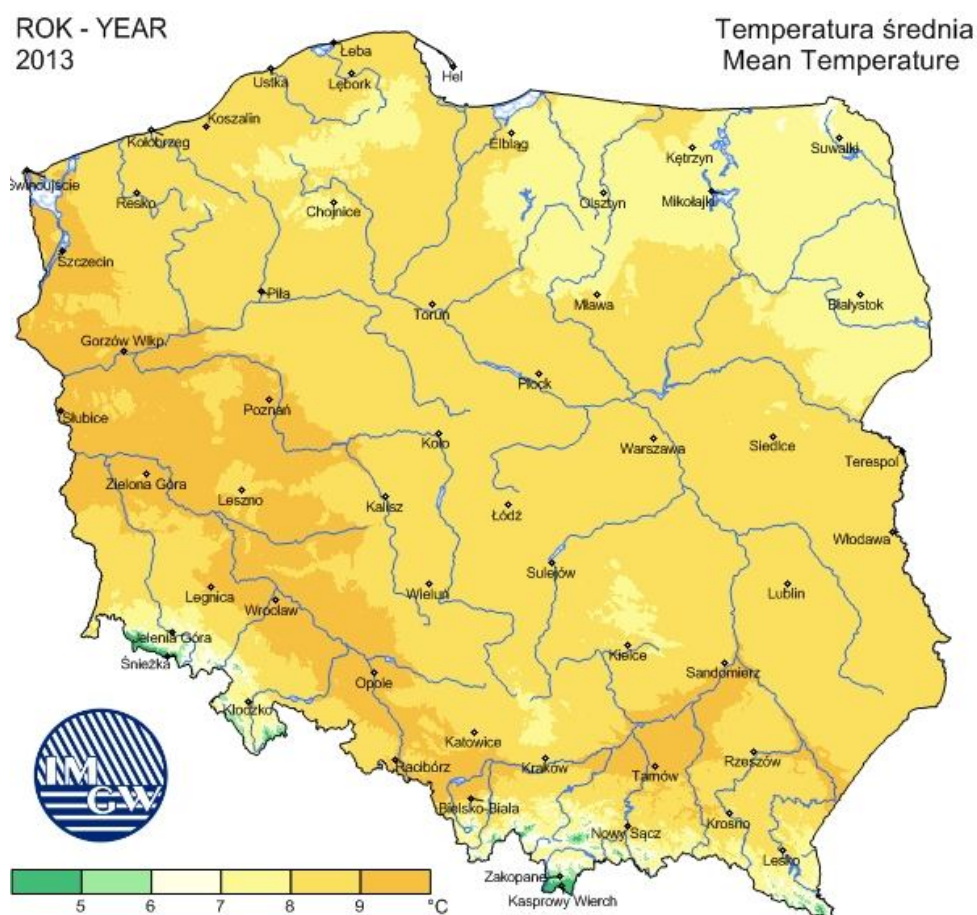 ROK - YEAR
2013
Temperatura średnia
Mean Temperature
Łeba
Hel
Ustka
Lębork
Koszalin
Kołobrzeg
Elbląg
Kętrzyn
Suwałki
Świnoujście
Resko
Chojnice
Olsztyn
Mikołajki
Szczecin
Piła
Toruń
Mława
Białystok
Gorzów Wlkp.
Płock
Słubice
Poznań
Koło
Warszawa
Siedlce
Terespol
Zielona Góra
Leszno
Kalisz
Łódź
Włodawa
Sulejów
Legnica
Wrocław
Wieluń
Lublin
Jelenia Góra
Śnieżka
Kielce
Sandomierz
Opole
Kłodzko
Katowice
Racibórz
Kraków
Tarnów
Rzeszów
Bielsko-Biała
Nowy Sącz
Krosno
Lesko
Zakopane
Kasprowy Wierch
IM
GW
5 6 7 8 9 °C